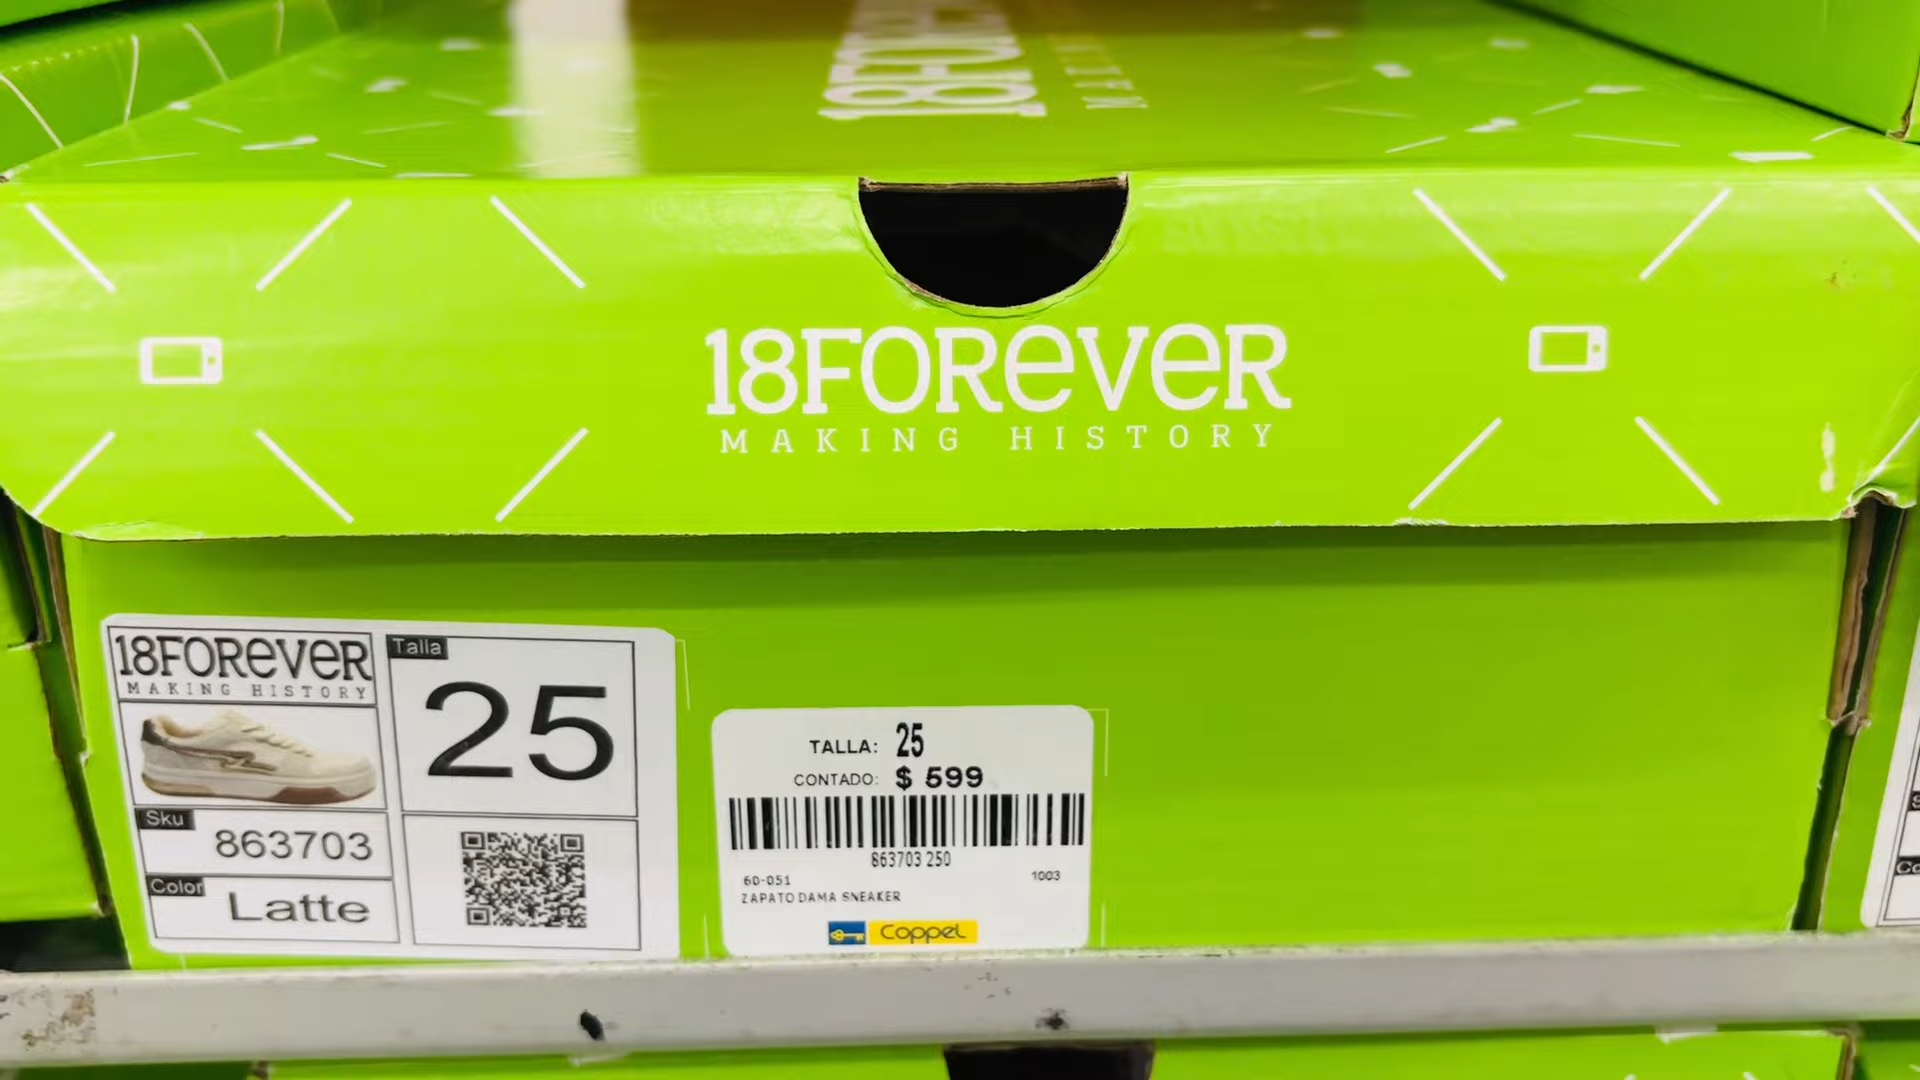 18FOREVER
18FOREVER
MAKING HISTORY
18FOREVER
MAKING HISTORY
Talla
25
Sku
863703
Color
Latte
TALLA: 25
CONTADO: $ 599
863703 250
60-051 1003
ZAPATO DAMA SNEAKER
Coppel